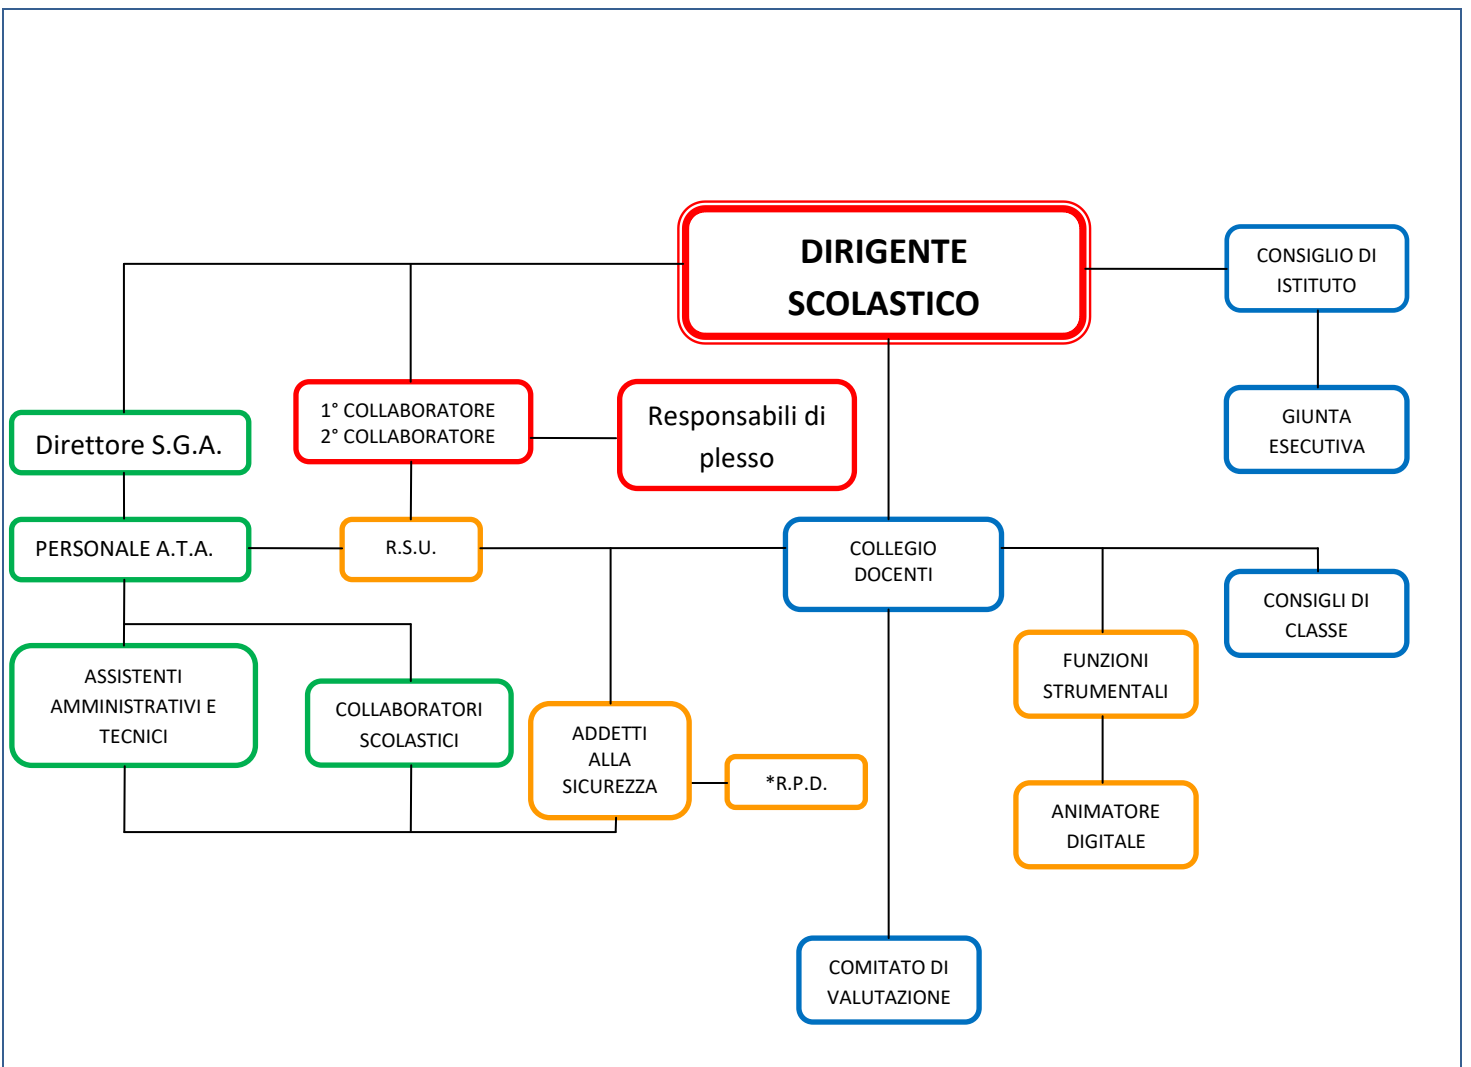 DIRIGENTE
SCOLASTICO
CONSIGLIO DI
ISTITUTO
1° COLLABORATORE
2° COLLABORATORE
Responsabili di
plesso
GIUNTA
ESECUTIVA
Direttore S.G.A.
PERSONALE A.T.A.
R.S.U.
COLLEGIO
DOCENTI
CONSIGLI DI
CLASSE
ASSISTENTI
AMMINISTRATIVI E
TECNICI
COLLABORATORI
SCOLASTICI
ADDETTI
ALLA
SICUREZZA
*R.P.D.
FUNZIONI
STRUMENTALI
ANIMATORE
DIGITALE
COMITATO DI
VALUTAZIONE